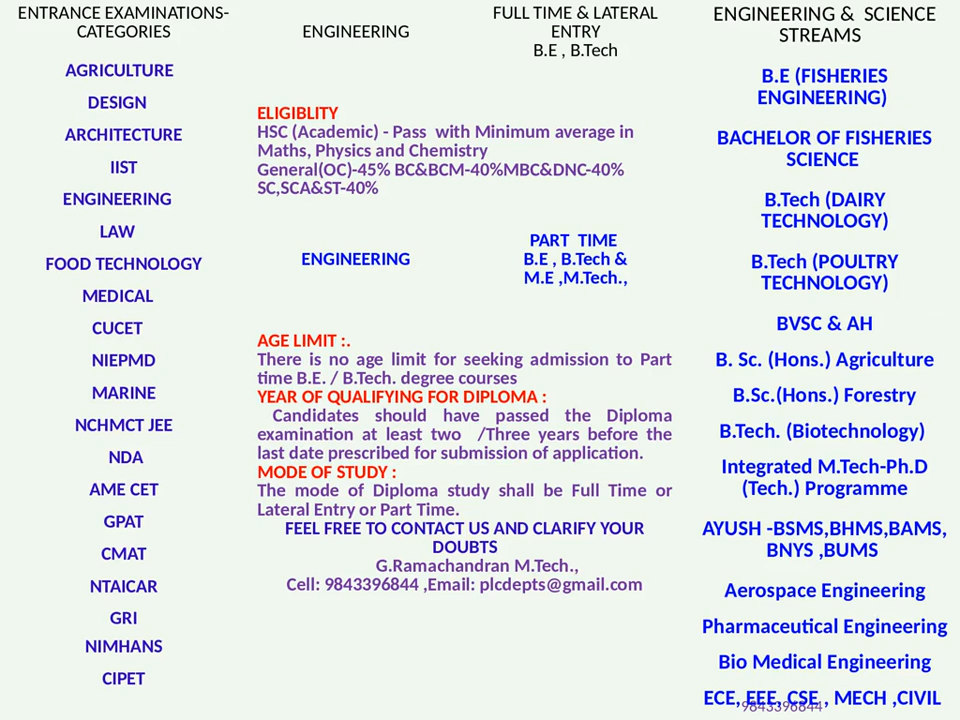 ENTRANCE EXAMINATIONS-
CATEGORIES
AGRICULTURE
DESIGN
ARCHITECTURE
IIST
ENGINEERING
LAW
FOOD TECHNOLOGY
MEDICAL
CUCET
NIEPMD
MARINE
NCHMCT JEE
NDA
AME CET
GPAT
CMAT
NTAICAR
GRI
NIMHANS
CIPET
ENGINEERING
FULL TIME & LATERAL
ENTRY
B.E , B.Tech
ELIGIBLITY
HSC (Academic) - Pass with Minimum average in
Maths, Physics and Chemistry
General(OC)-45% BC&BCM-40%MBC&DNC-40%
SC,SCA&ST-40%
ENGINEERING
PART TIME
B.E , B.Tech &
M.E ,M.Tech.,
AGE LIMIT :.
There is no age limit for seeking admission to Part
time B.E. / B.Tech. degree courses
YEAR OF QUALIFYING FOR DIPLOMA :
Candidates should have passed the Diploma
examination at least two /Three years before the
last date prescribed for submission of application.
MODE OF STUDY :
The mode of Diploma study shall be Full Time or
Lateral Entry or Part Time.
FEEL FREE TO CONTACT US AND CLARIFY YOUR
DOUBTS
G.Ramachandran M.Tech.,
Cell: 9843396844 ,Email: plcdepts@gmail.com
ENGINEERING & SCIENCE
STREAMS
B.E (FISHERIES
ENGINEERING)
BACHELOR OF FISHERIES
SCIENCE
B.Tech (DAIRY
TECHNOLOGY)
B.Tech (POULTRY
TECHNOLOGY)
BVSC & AH
B. Sc. (Hons.) Agriculture
B.Sc.(Hons.) Forestry
B.Tech. (Biotechnology)
Integrated M.Tech-Ph.D
(Tech.) Programme
AYUSH -BSMS,BHMS,BAMS,
BNYS ,BUMS
Aerospace Engineering
Pharmaceutical Engineering
Bio Medical Engineering
ECE, EEE, CSE , MECH ,CIVIL
9843396844